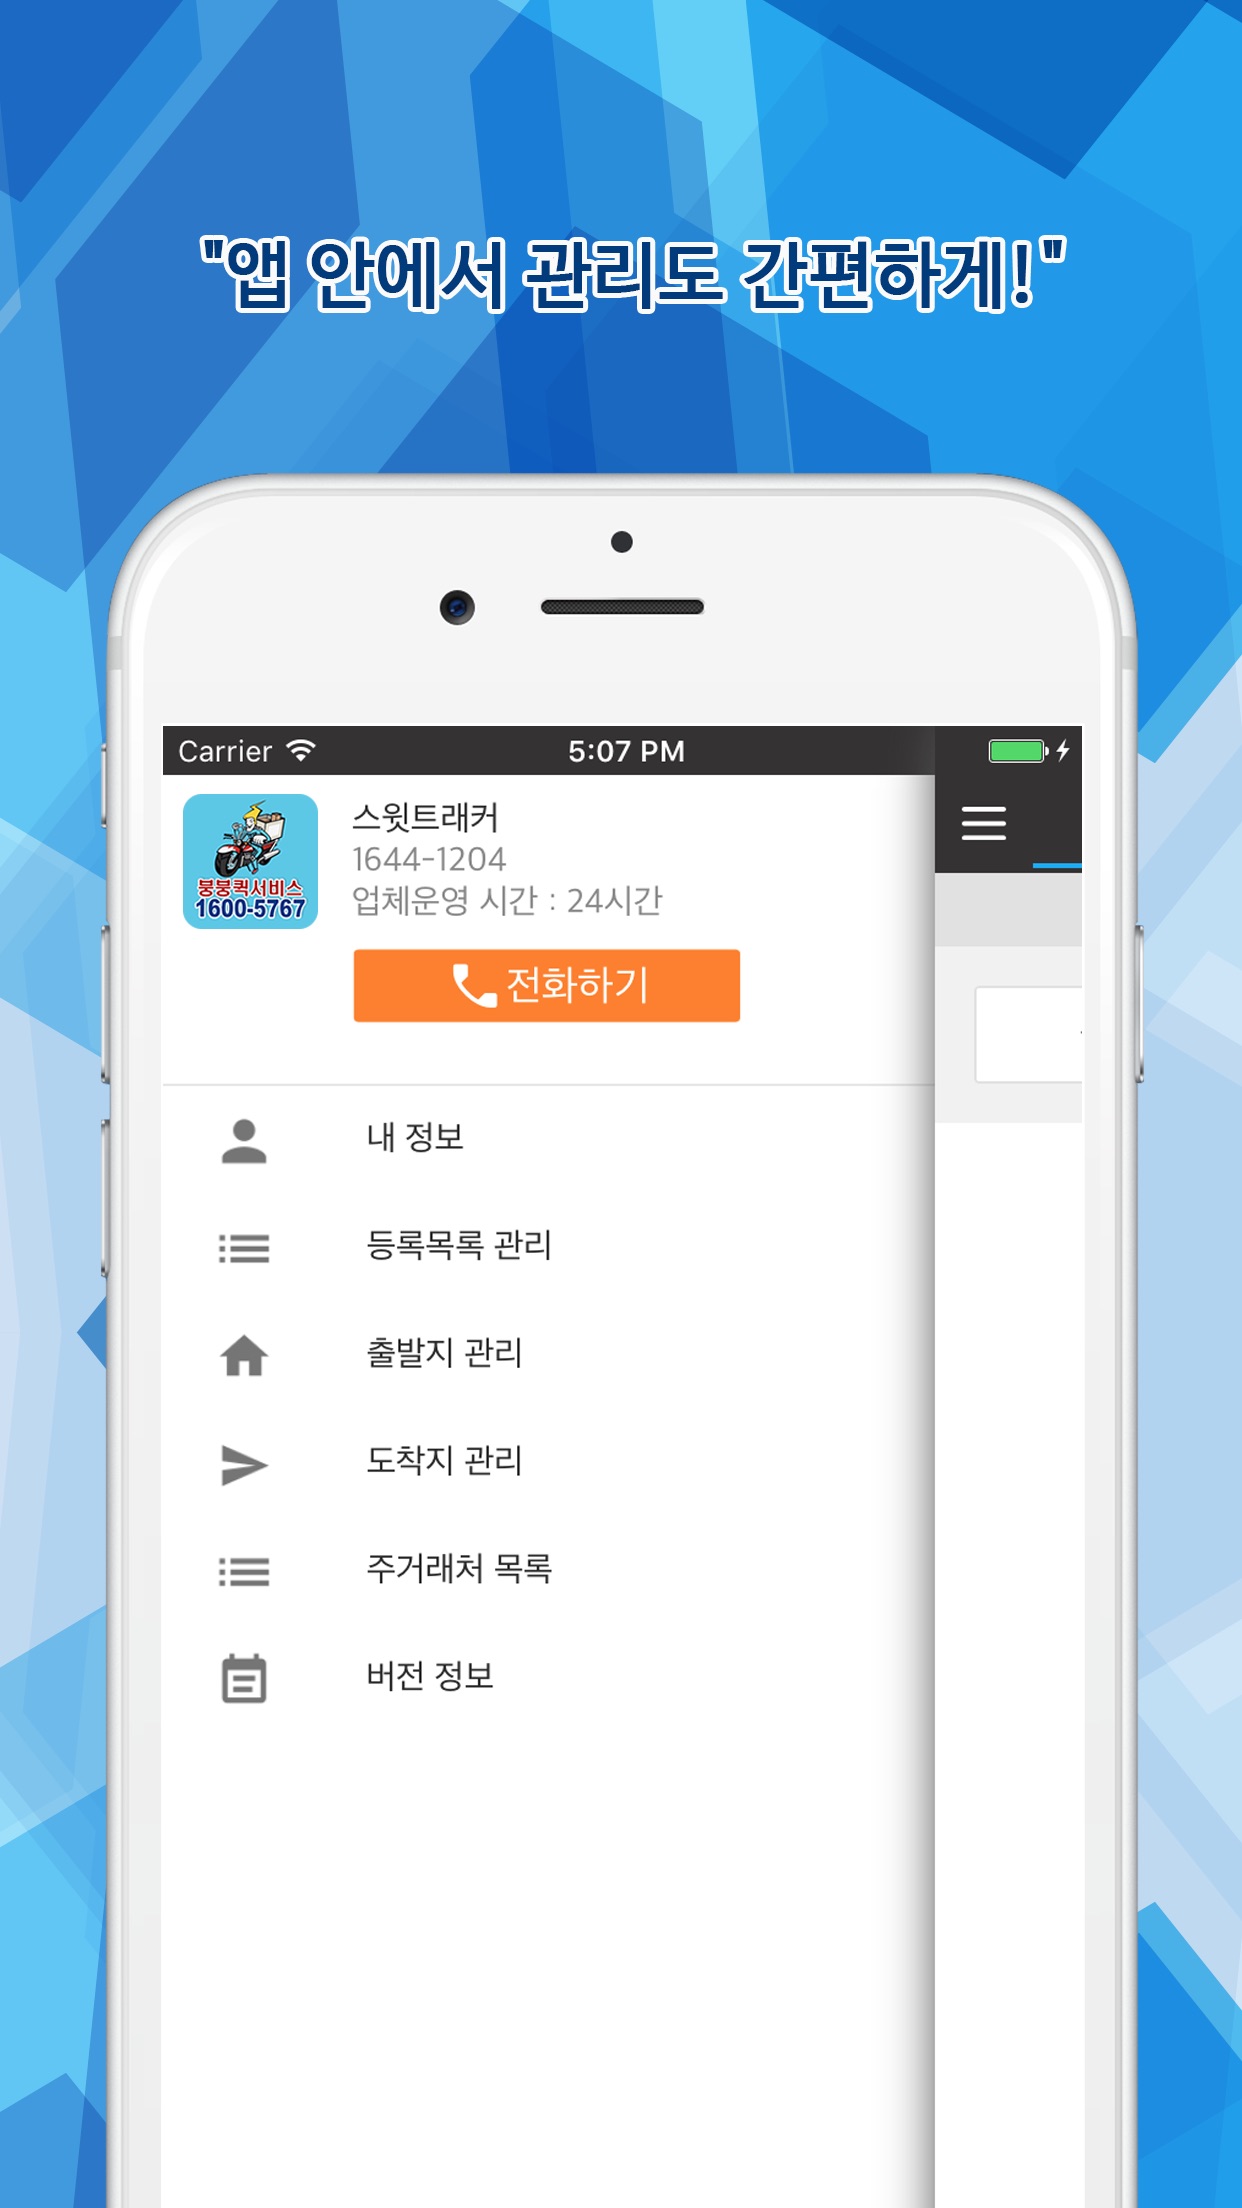 "앱 안에서 관리도 간편하게!"
Carrier
5:07 PM
붕붕퀵서비스
1600-5767
스윗트래커
1644-1204
업체운영 시간 : 24시간
전화하기
내 정보
등록목록 관리
출발지 관리
도착지 관리
주거래처 목록
버전 정보